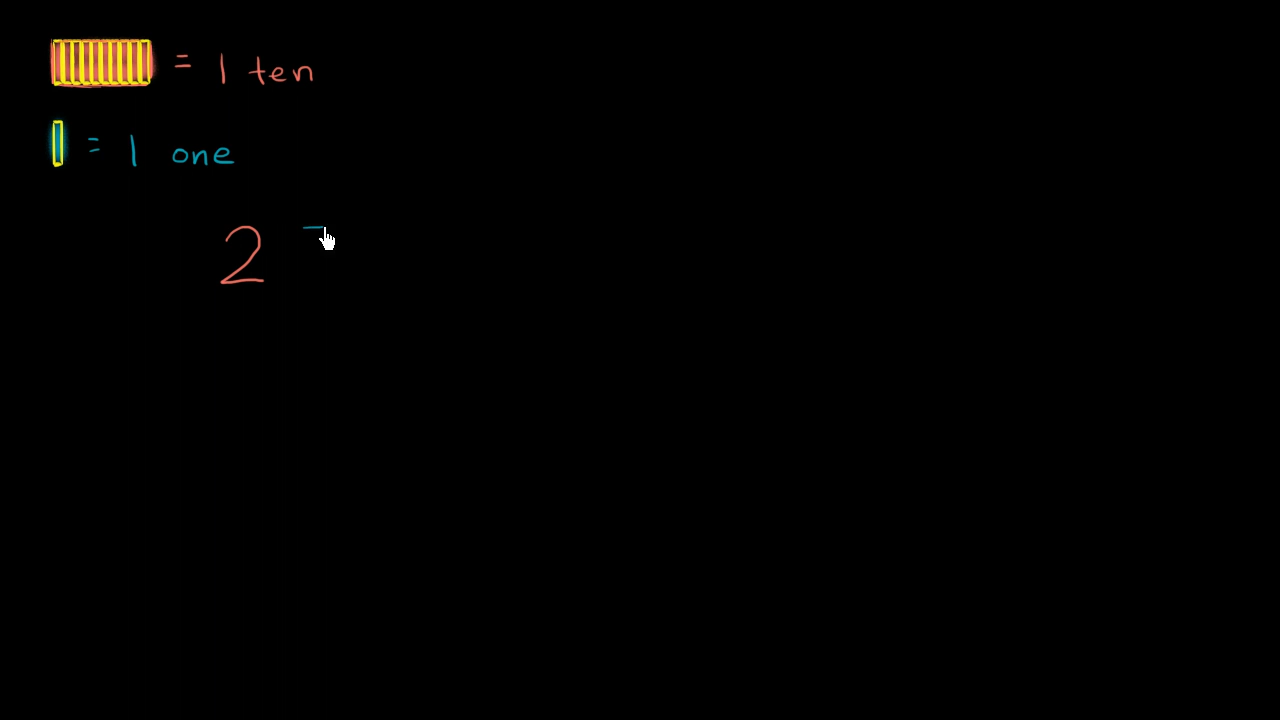 = 1 ten
= 1 one
2